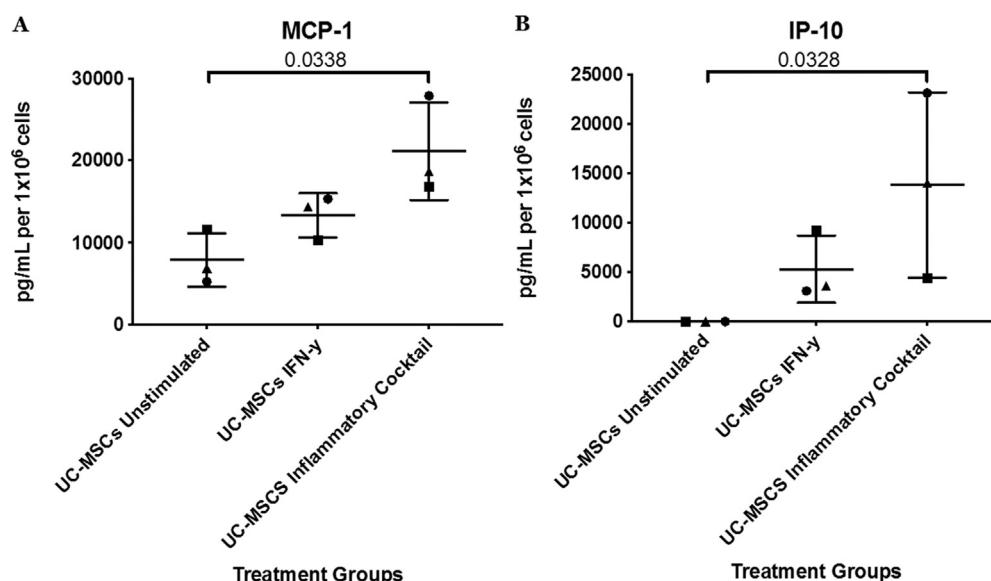 A
MCP-1
0.0338
30000
20000
10000
0
pg/mL per 1x10⁶ cells
UC-MSCs Unstimulated
UC-MSCs IFN-y
UC-MSCS Inflammatory Cocktail
Treatment Groups
B
IP-10
0.0328
25000
20000
15000
10000
5000
0
pg/mL per 1x10⁶ cells
UC-MSCs Unstimulated
UC-MSCs IFN-y
UC-MSCS Inflammatory Cocktail
Treatment Groups